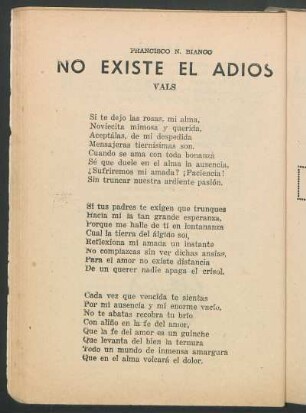 FRANCISCO N. BIANCO
NO EXISTE EL ADIOS
VALS
Si te dejo las rosas, mi alma,
Noviecita mimosa y querida,
Aceptálas, de mi despedida
Mensajeras tiernísimas son.
Cuando se ama con toda bonanza
Sé que duele en el alma la ausencia,
¿Sufriremos mi amada? ¡Paciencia!
Sin truncar nuestra ardiente pasión.
Si tus padres te exigen que trunques
Hacia mí la tan grande esperanza,
Porque me halle de ti en lontananza
Cual la tierra del álgido sol,
Reflexiona mi amada un instante
No complazcas sin ver dichas ansias,
Para el amor no existe distancia
De un querer nadie apaga el crisol.
Cada vez que vencida te sientas
Por mi ausencia y mi enorme vacío,
No te abatas recobra tu brío
Con aliño en la fe del amor,
Que la fe del amor es un guinche
Que levanta del bien la ternura
Todo un mundo de inmensa amargura
Que en el alma volcará el dolor.